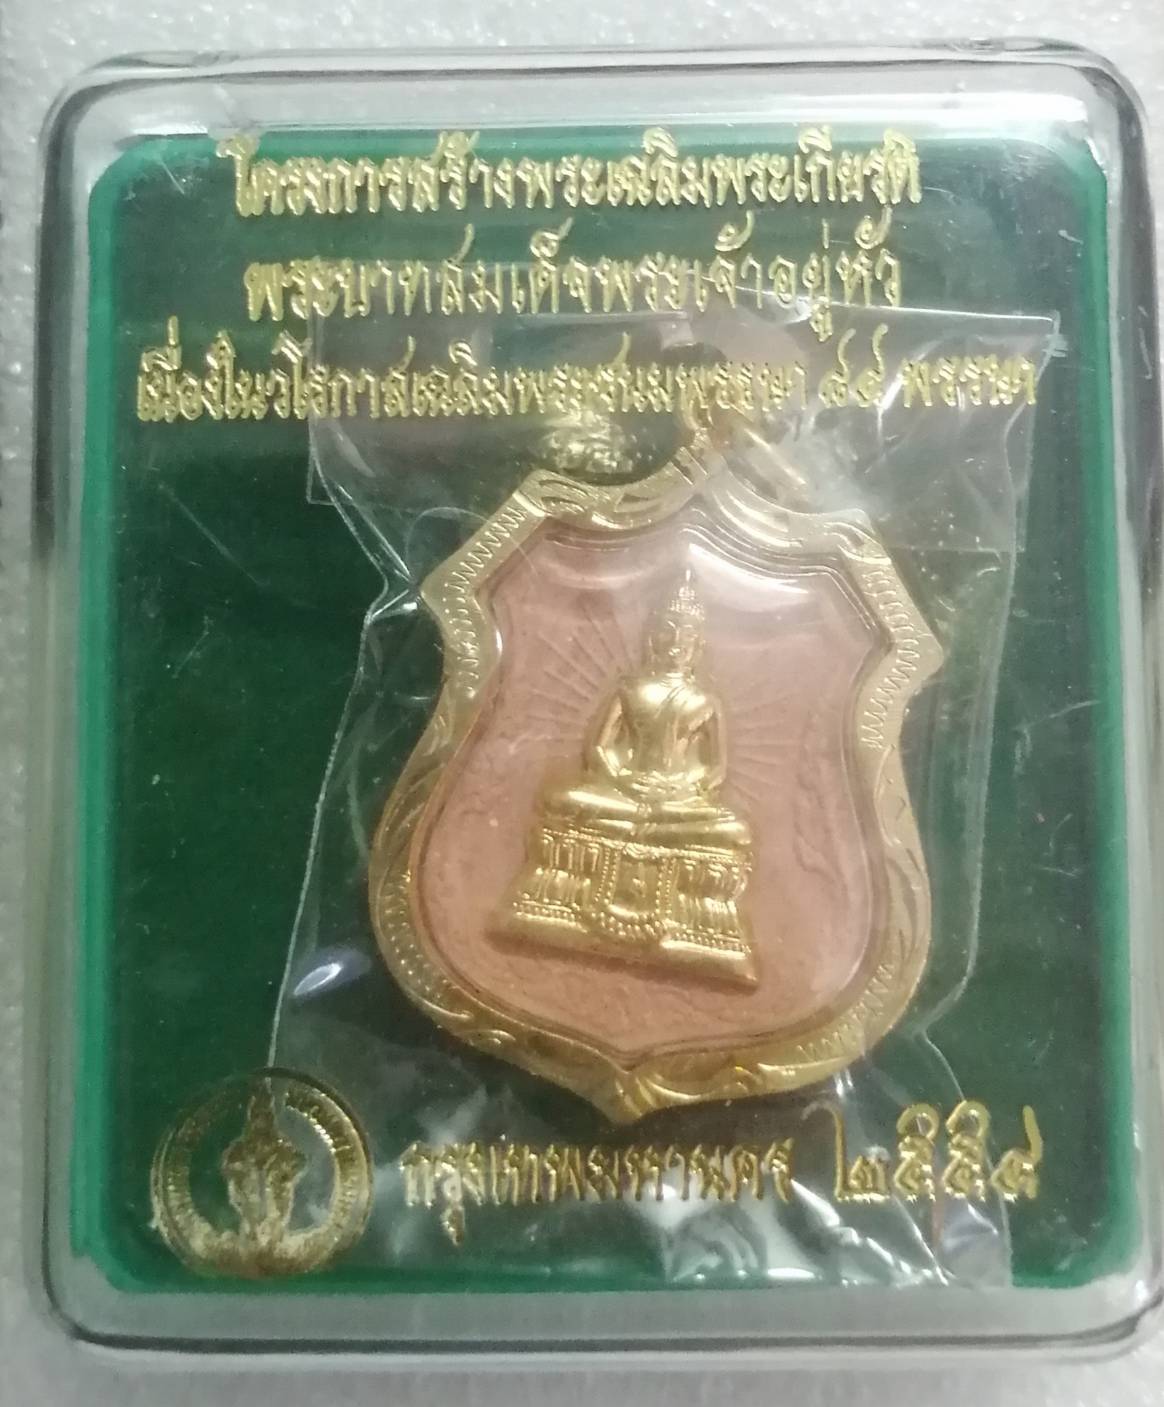 โครงการสร้างพระเฉลิมพระเกียรติ
พระบาทสมเด็จพระเจ้าอยู่หัว
เนื่องในวโรกาสเฉลิมพระชนมพรรษา ๘๔ พรรษา
กรุงเทพมหานคร ๒๕๕๔